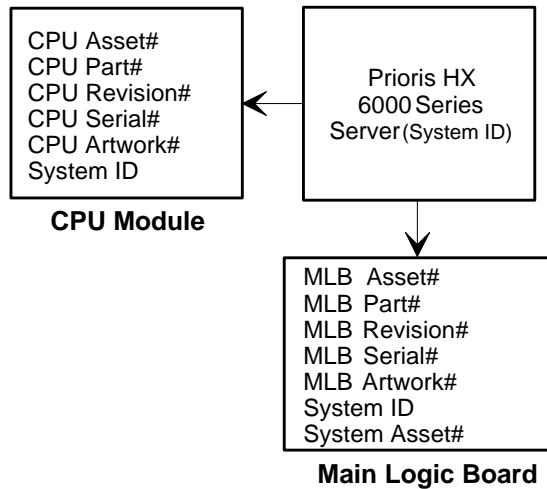 CPU Asset#
CPU Part#
CPU Revision#
CPU Serial#
CPU Artwork#
System ID
CPU Module
Prioris HX
6000 Series
Server (System ID)
MLB Asset#
MLB Part#
MLB Revision#
MLB Serial#
MLB Artwork#
System ID
System Asset#
Main Logic Board